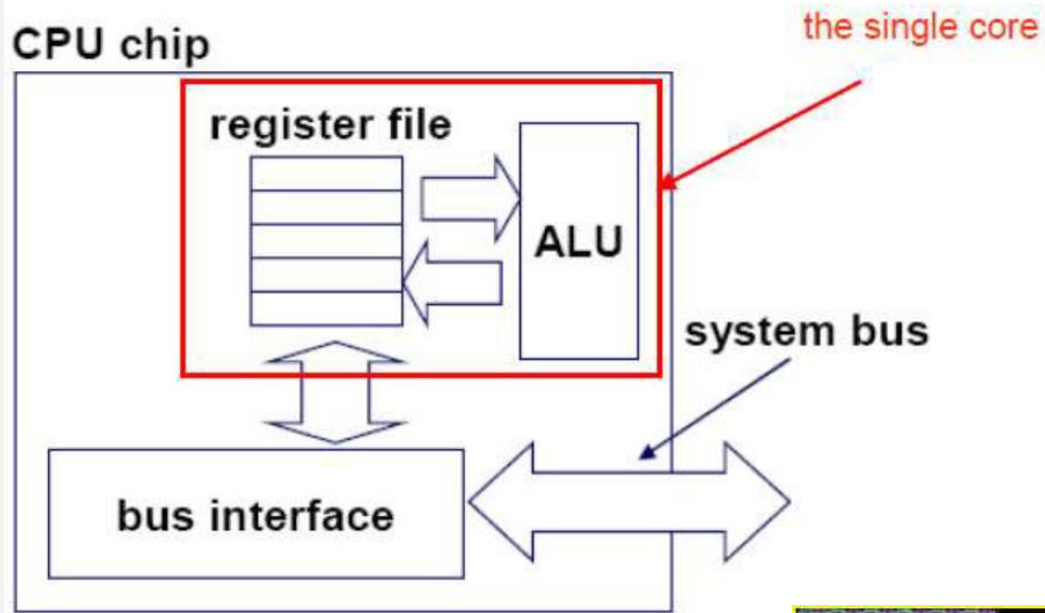 the single core
CPU chip
register file
ALU
system bus
bus interface